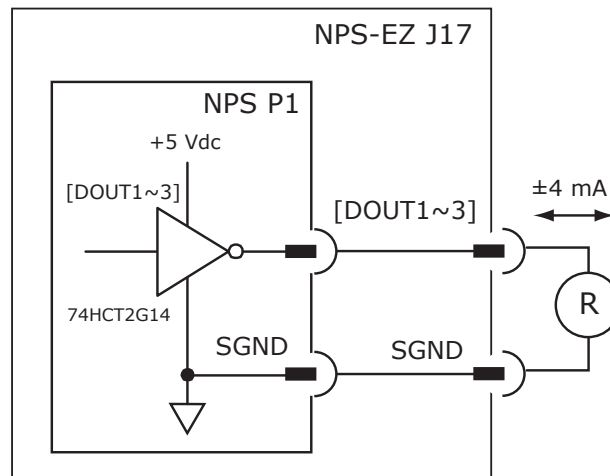 NPS-EZ J17
NPS P1
+5 Vdc
±4 mA
[DOUT1~3]
[DOUT1~3]
R
74HCT2G14
SGND
SGND